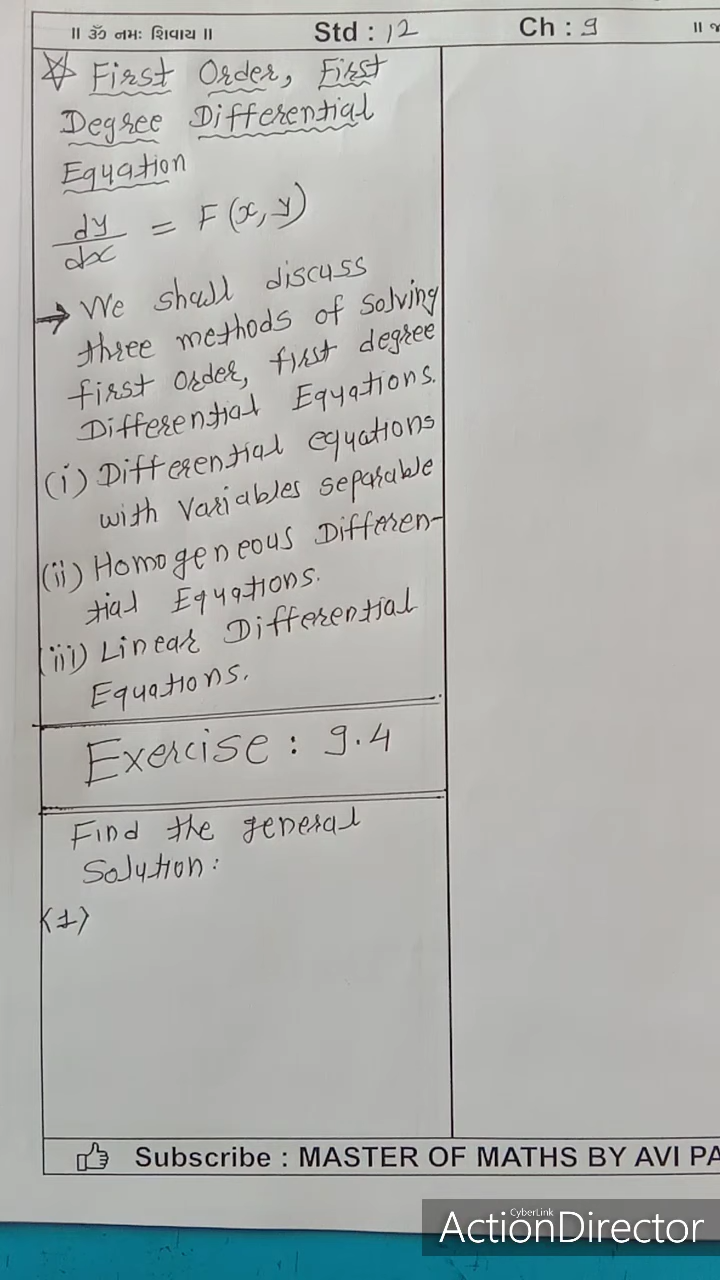 ॥ ૐ નમઃ શિવાય ॥ Std : 12 Ch : 9
First Order, First
Degree Differential
Equation
dy/dx = F(x, y)
→ We shall discuss
three methods of solving
first order, first degree
Differential Equations.
(i) Differential equations
with Variables separable
(ii) Homogeneous Differen-
tial Equations.
(iii) Linear Differential
Equations.
Exercise : 9.4
Find the general
Solution:
(1)
Subscribe : MASTER OF MATHS BY AVI PA
CyberLink
ActionDirector